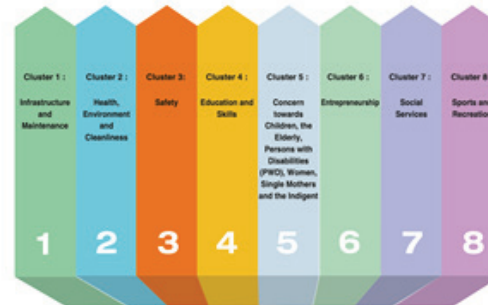 Cluster 1 :
Infrastructure
and
Maintenance
1
Cluster 2 :
Health,
Environment
and
Cleanliness
2
Cluster 3:
Safety
3
Cluster 4 :
Education and
Skills
4
Cluster 5 :
Concern
towards
Children, the
Elderly,
Persons with
Disabilities
(PWD), Women,
Single Mothers
and the Indigent
5
Cluster 6 :
Entrepreneurship
6
Cluster 7 :
Social
Services
7
Cluster 8
Sports and
Recreation
8